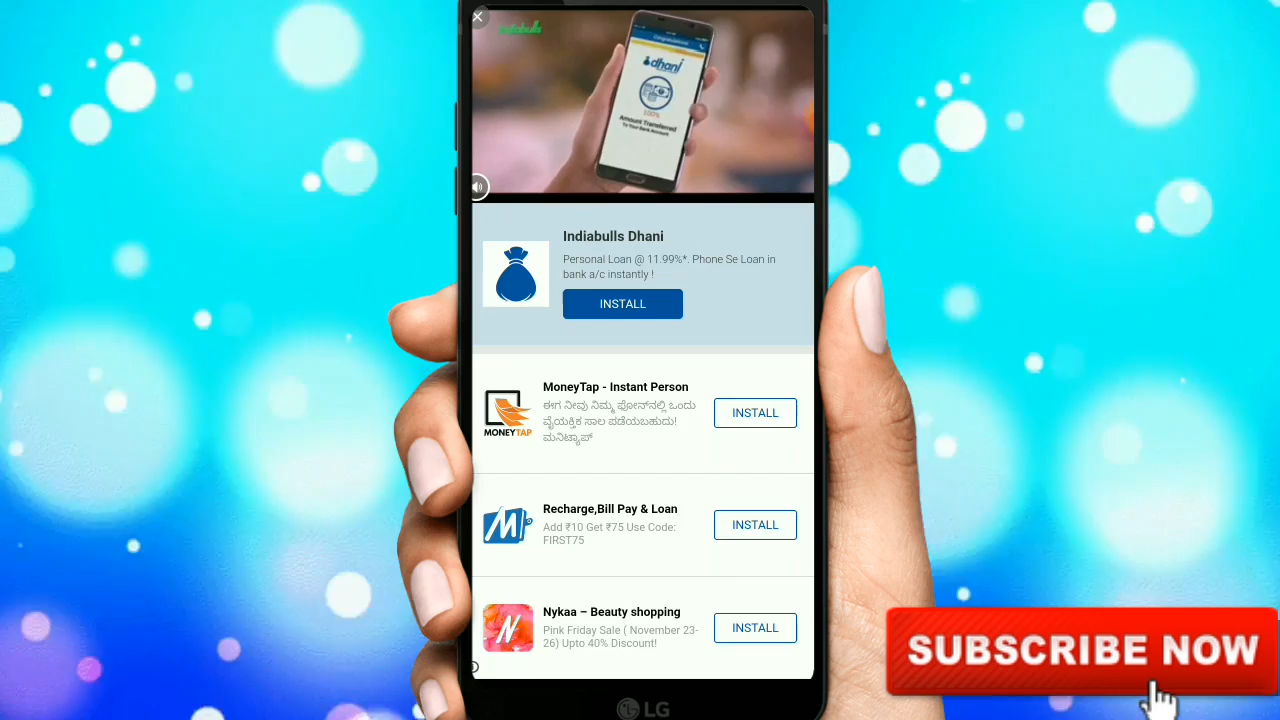 indiabulls
Congratulations!
dhani
100%
Amount Transferred
To Your Bank Account
Indiabulls Dhani
Personal Loan @ 11.99%*. Phone Se Loan in
bank a/c instantly !
INSTALL
MoneyTap - Instant Person
ಈಗ ನೀವು ನಿಮ್ಮ ಫೋನ್‌ನಲ್ಲಿ ಒಂದು
ವೈಯಕ್ತಿಕ ಸಾಲ ಪಡೆಯಬಹುದು!
ಮನಿಟ್ಯಾಪ್
INSTALL
MONEYTAP
Recharge,Bill Pay & Loan
Add ₹10 Get ₹75 Use Code:
FIRST75
INSTALL
Nykaa – Beauty shopping
Pink Friday Sale ( November 23-
26) Upto 40% Discount!
INSTALL
SUBSCRIBE NOW
LG